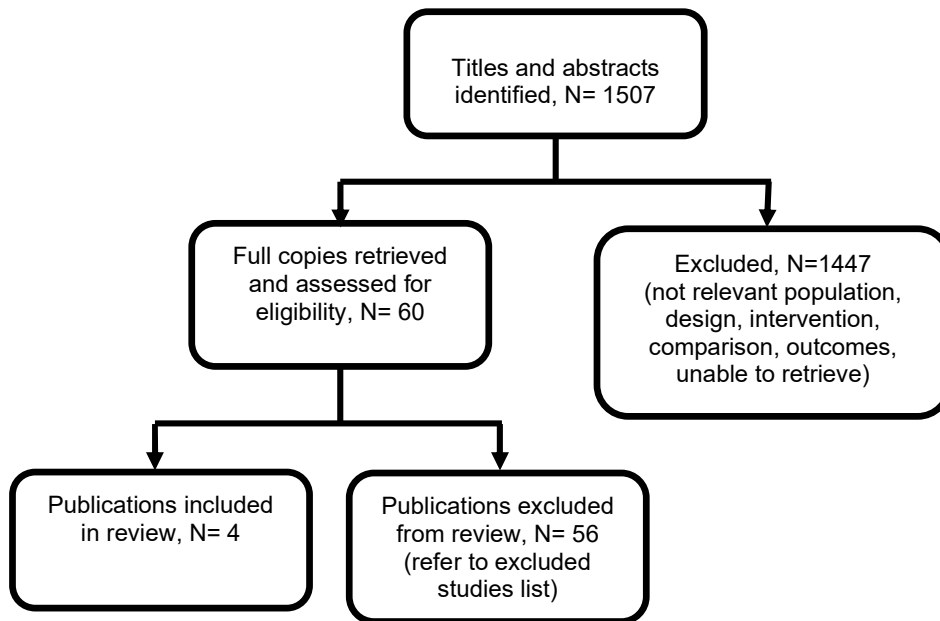 Titles and abstracts
identified, N= 1507
Full copies retrieved
and assessed for
eligibility, N= 60
Excluded, N=1447
(not relevant population,
design, intervention,
comparison, outcomes,
unable to retrieve)
Publications included
in review, N= 4
Publications excluded
from review, N= 56
(refer to excluded
studies list)